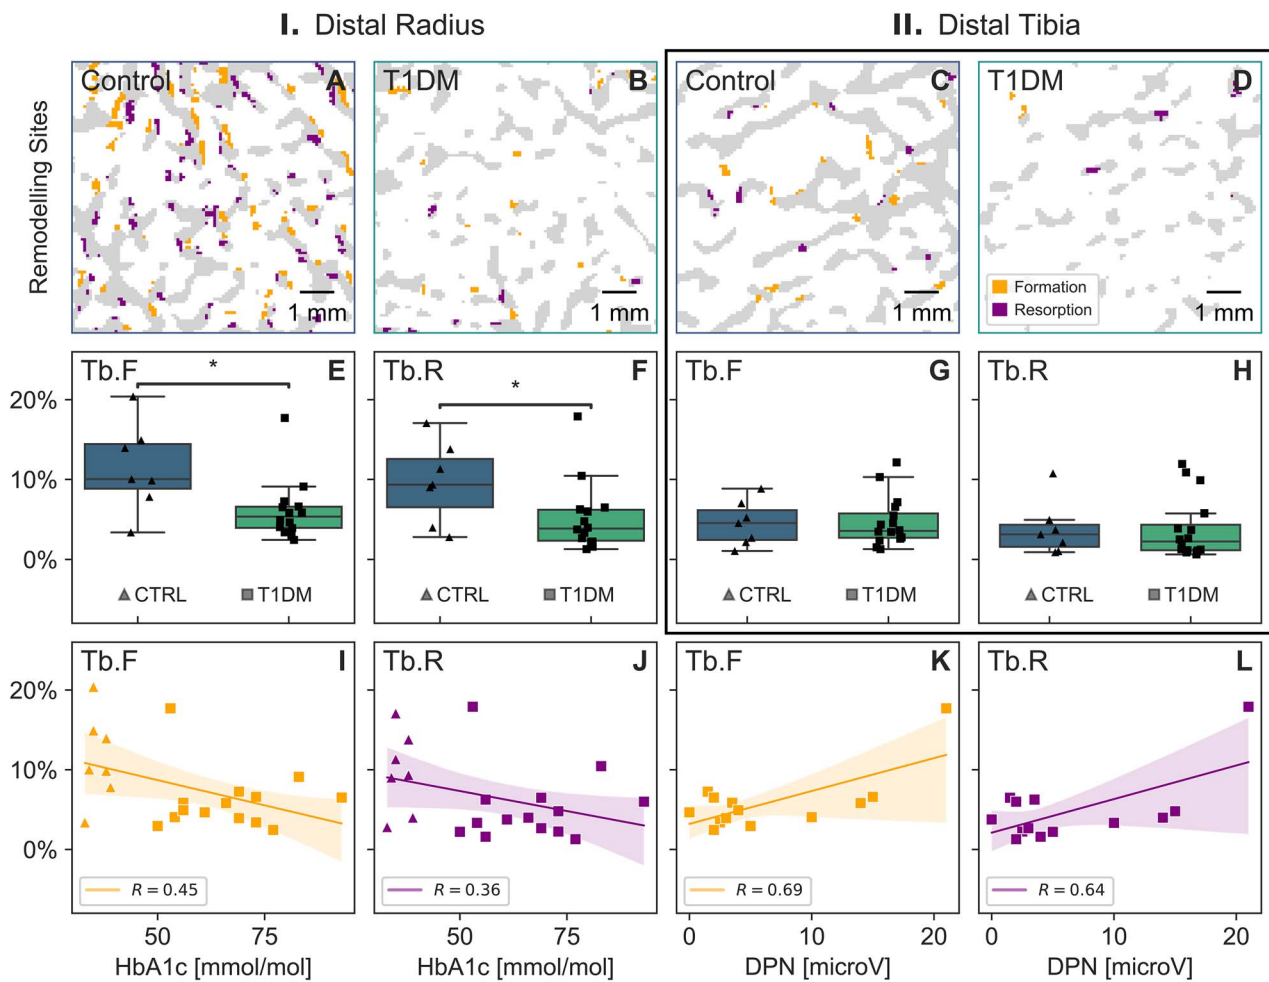 I. Distal Radius
II. Distal Tibia
Remodelling Sites
Control A
T1DM B
Control C
T1DM D
1 mm
1 mm
1 mm
1 mm
Formation
Resorption
Tb.F E
Tb.R F
Tb.F G
Tb.R H
*
*
20%
10%
0%
CTRL T1DM
CTRL T1DM
CTRL T1DM
CTRL T1DM
Tb.F I
Tb.R J
Tb.F K
Tb.R L
20%
10%
0%
R = 0.45
R = 0.36
R = 0.69
R = 0.64
50 75
50 75
0 10 20
0 10 20
HbA1c [mmol/mol]
HbA1c [mmol/mol]
DPN [microV]
DPN [microV]